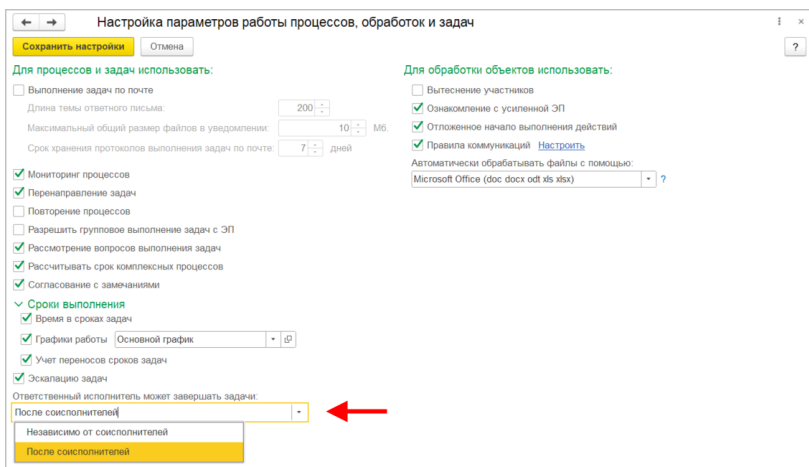 Настройка параметров работы процессов, обработок и задач
Сохранить настройки Отмена ?
Для процессов и задач использовать:
Выполнение задач по почте
Длина темы ответного письма: 200
Максимальный общий размер файлов в уведомлении: 10 Мб.
Срок хранения протоколов выполнения задач по почте: 7 дней
Мониторинг процессов
Перенаправление задач
Повторение процессов
Разрешить групповое выполнение задач с ЭП
Рассмотрение вопросов выполнения задач
Рассчитывать срок комплексных процессов
Согласование с замечаниями
Сроки выполнения
Время в сроках задач
Графики работы Основной график
Учет переносов сроков задач
Эскалацию задач
Ответственный исполнитель может завершать задачи:
После соисполнителей
Независимо от соисполнителей
После соисполнителей
Для обработки объектов использовать:
Вытеснение участников
Ознакомление с усиленной ЭП
Отложенное начало выполнения действий
Правила коммуникаций Настроить
Автоматически обрабатывать файлы с помощью:
Microsoft Office (doc docx odt xls xlsx) ?